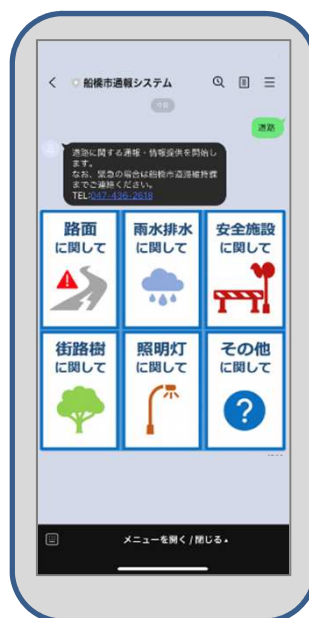 船橋市通報システム
今日
道路
道路に関する通報・情報提供を開始し
ます。
なお、緊急の場合は船橋市道路維持課
までご連絡ください。
TEL:047-436-2618
路面
に関して
雨水排水
に関して
安全施設
に関して
街路樹
に関して
照明灯
に関して
その他
に関して
?
メニューを開く/閉じる